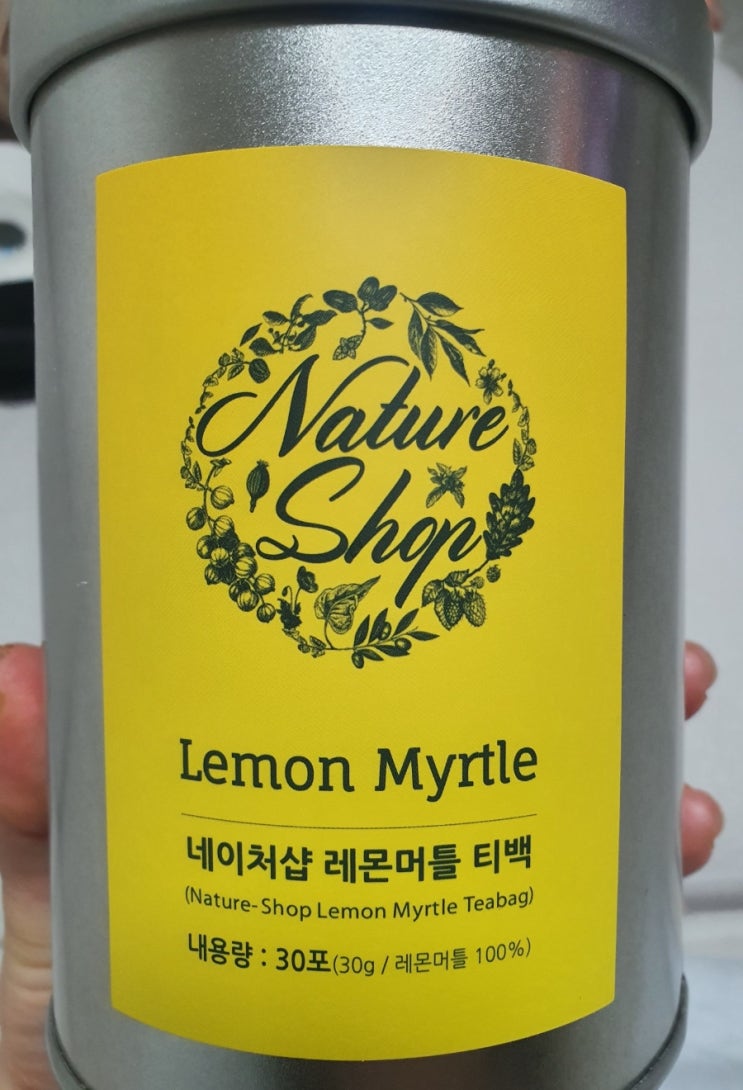 Nature
Shop
Lemon Myrtle
네이처샵 레몬머틀 티백
(Nature-Shop Lemon Myrtle Teabag)
내용량 : 30포(30g / 레몬머틀 100%)